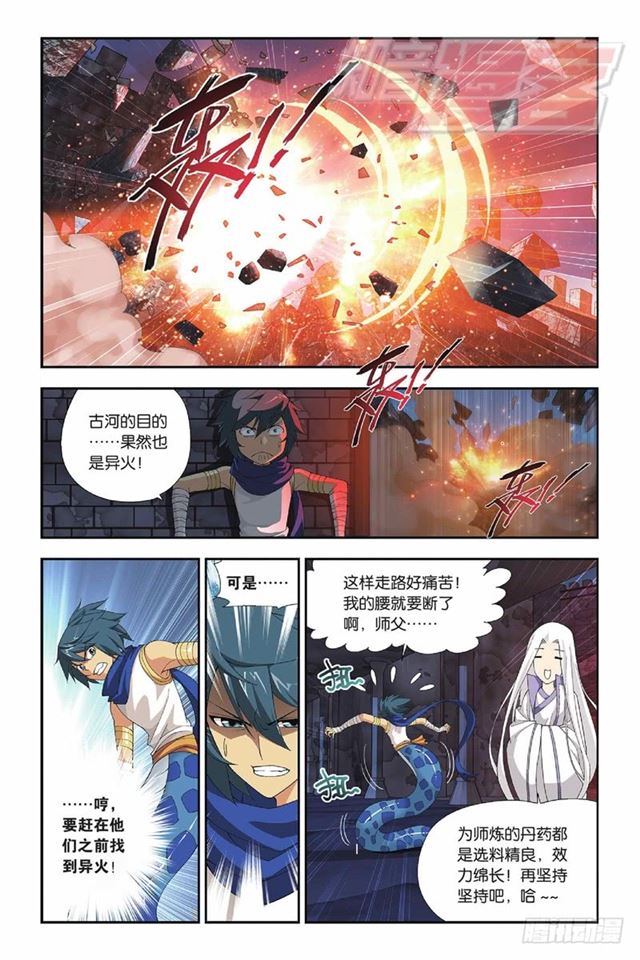 轰!!
轰!!
轰!!
古河的目的
……果然也
是异火！
……哼，
要赶在他
们之前找
到异火！
可是……
这样走路好痛苦！
我的腰就要断了
啊，师父……
扭
扭
为师炼的丹药都
是选料精良，效
力绵长！再坚持
坚持吧，哈~~
腾讯动漫